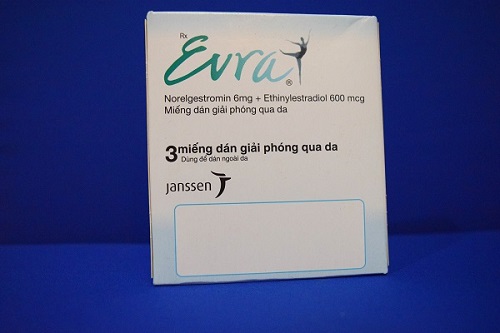 Rx
Evra®
Norelgestromin 6mg + Ethinylestradiol 600 mcg
Miếng dán giải phóng qua da
3 miếng dán giải phóng qua da
Dùng để dán ngoài da
janssen